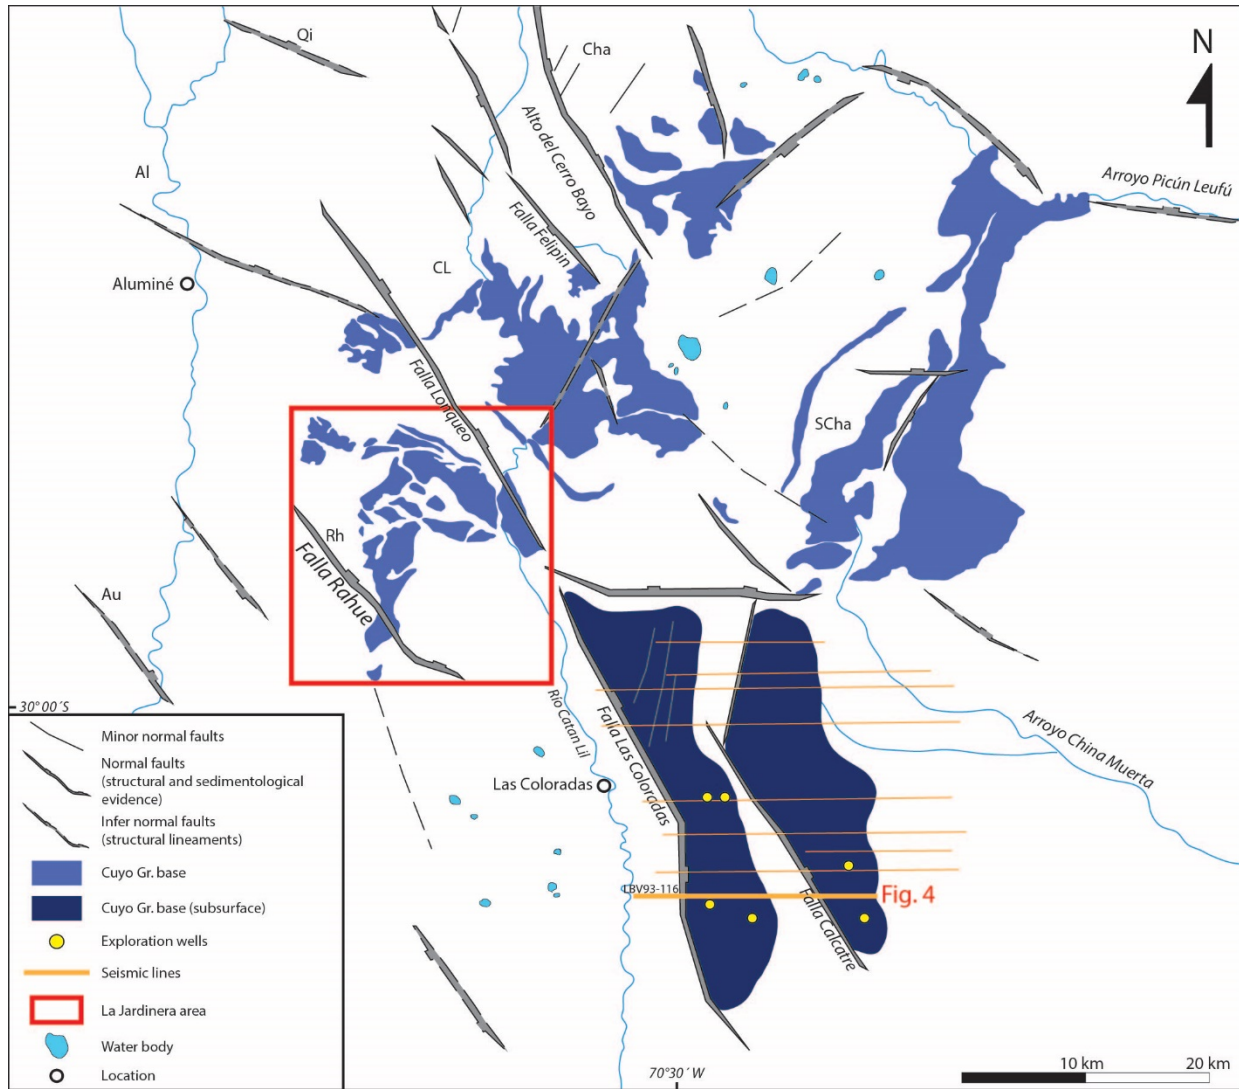 Qi
Cha
N
Alto del Cerro Bayo
Al
Arroyo Picún Leufú
Falla Felipin
CL
Aluminé
Falla Lonqueo
SCha
Rh
Falla Rahue
Au
30°00´S
Río Catan Lil
Falla Las Coloradas
Arroyo China Muerta
Las Coloradas
LBV93-116
Fig. 4
Falla Calcatre
Minor normal faults
Normal faults
(structural and sedimentological
evidence)
Infer normal faults
(structural lineaments)
Cuyo Gr. base
Cuyo Gr. base (subsurface)
Exploration wells
Seismic lines
La Jardinera area
Water body
Location
70°30´ W
10 km
20 km